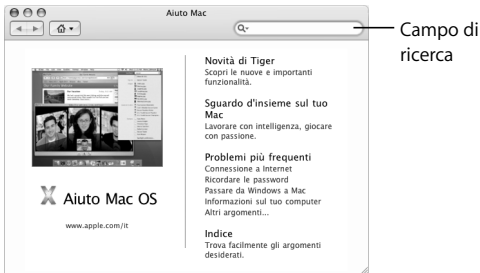 Aiuto Mac
Campo di
ricerca
Novità di Tiger
Scopri le nuove e importanti
funzionalità.
Sguardo d'insieme sul tuo
Mac
Lavorare con intelligenza, giocare
con passione.
Problemi più frequenti
Connessione a Internet
Ricordare le password
Passare da Windows a Mac
Informazioni sul tuo computer
Altri argomenti...
Indice
Trova facilmente gli argomenti
desiderati.
Aiuto Mac OS
www.apple.com/it